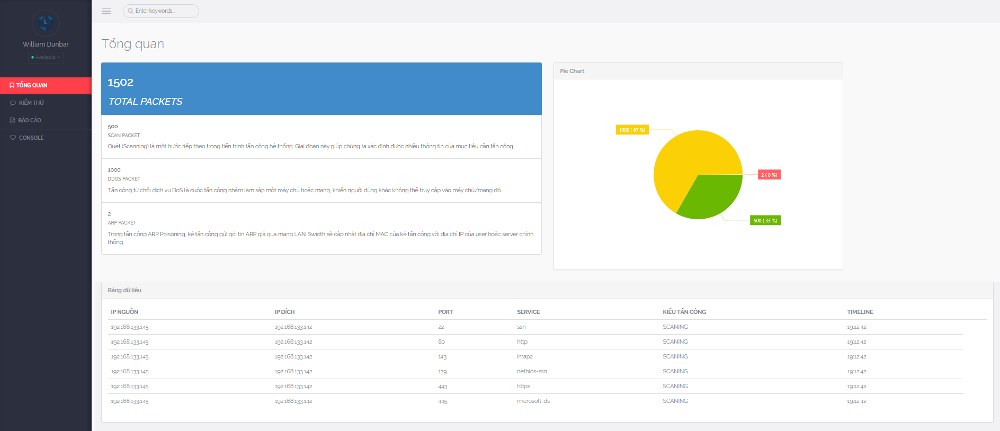 William Dunbar
Available
TỔNG QUAN
KIỂM THỬ
BÁO CÁO
CONSOLE
Enter keywords...
Tổng quan
1502
TOTAL PACKETS
500
SCAN PACKET
Quét (Scanning) là một bước tiếp theo trong tiến trình tấn công hệ thống. Giai đoạn này giúp chúng ta xác định được nhiều thông tin của mục tiêu cần tấn công.
1000
DDOS PACKET
Tấn công từ chối dịch vụ DoS là cuộc tấn công nhằm làm sập một máy chủ hoặc mạng, khiến người dùng khác không thể truy cập vào máy chủ/mạng đó.
2
ARP PACKET
Trong tấn công ARP Poisoning, kẻ tấn công gửi gói tin ARP giả qua mạng LAN. Swicth sẽ cập nhật địa chỉ MAC của kẻ tấn công với địa chỉ IP của user hoặc server chính
thống.
Pie Chart
1000 ( 67 %)
2 ( 0 %)
500 ( 33 %)
Bảng dữ liệu
IP NGUỒN IP ĐÍCH PORT SERVICE KIỂU TẤN CÔNG TIMELINE
192.168.133.145 192.168.133.142 22 ssh SCANING 19:12:42
192.168.133.145 192.168.133.142 80 http SCANING 19:12:42
192.168.133.145 192.168.133.142 143 imap2 SCANING 19:12:42
192.168.133.145 192.168.133.142 139 netbios-ssn SCANING 19:12:42
192.168.133.145 192.168.133.142 443 https SCANING 19:12:42
192.168.133.145 192.168.133.142 445 microsoft-ds SCANING 19:12:42